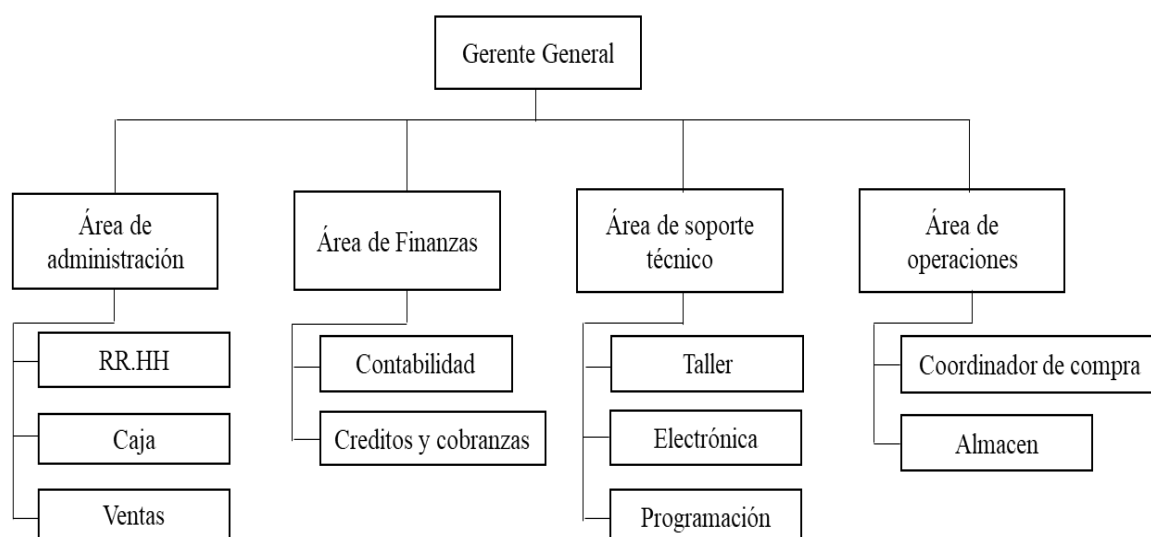 Gerente General
Área de
administración
Área de Finanzas
Área de soporte
técnico
Área de
operaciones
RR.HH
Caja
Ventas
Contabilidad
Creditos y cobranzas
Taller
Electrónica
Programación
Coordinador de compra
Almacen